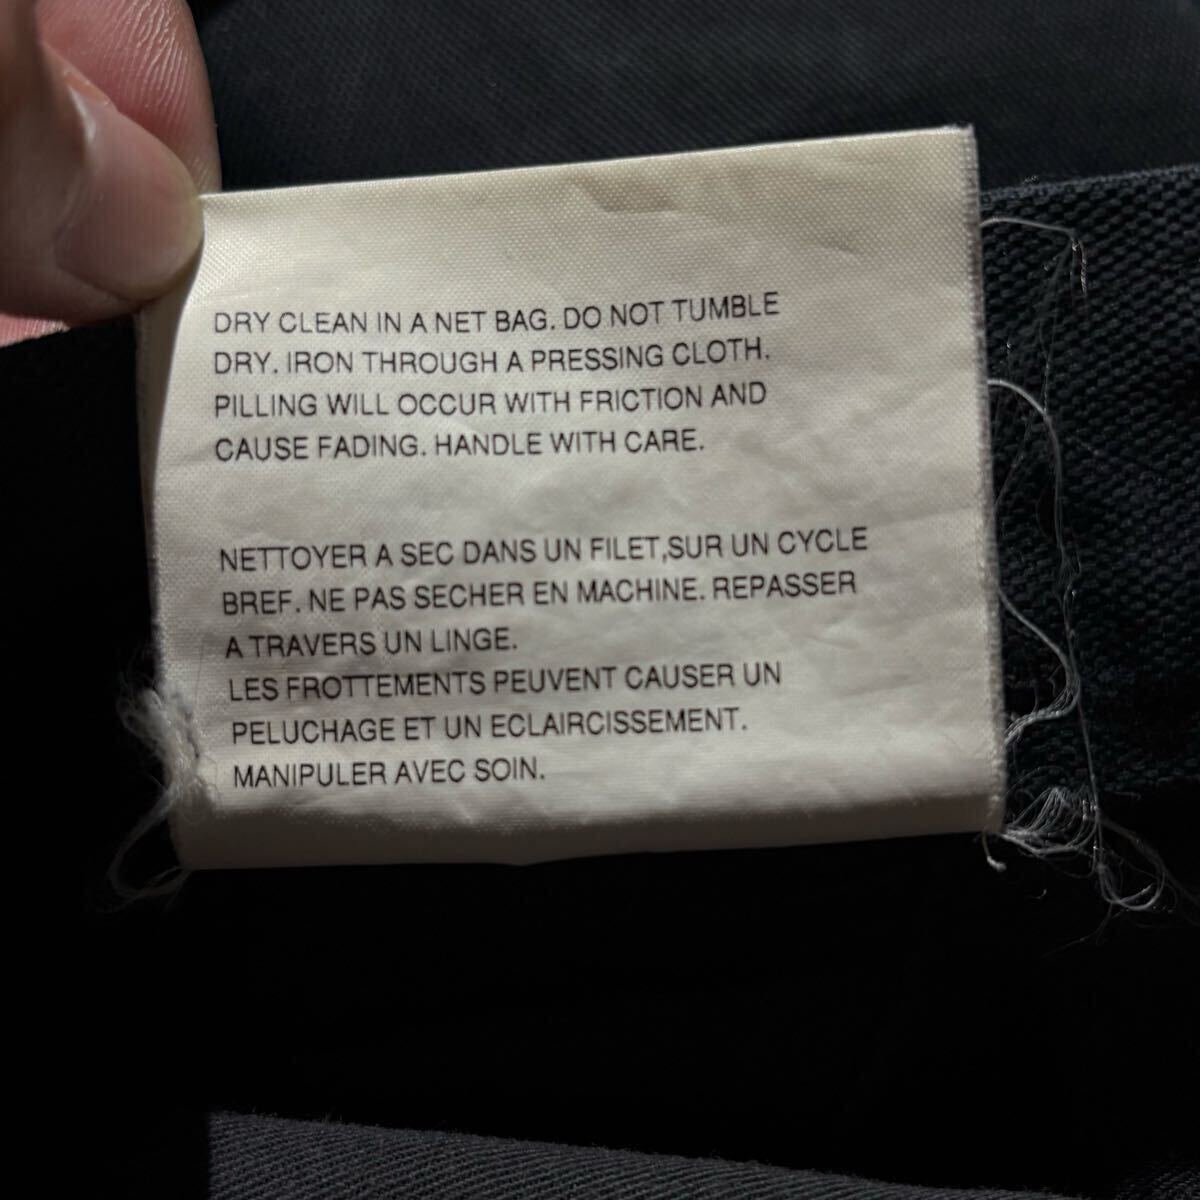 DRY CLEAN IN A NET BAG. DO NOT TUMBLE
DRY. IRON THROUGH A PRESSING CLOTH.
PILLING WILL OCCUR WITH FRICTION AND
CAUSE FADING. HANDLE WITH CARE.
NETTOYER A SEC DANS UN FILET,SUR UN CYCLE
BREF. NE PAS SECHER EN MACHINE. REPASSER
A TRAVERS UN LINGE.
LES FROTTEMENTS PEUVENT CAUSER UN
PELUCHAGE ET UN ECLAIRCISSEMENT.
MANIPULER AVEC SOIN.